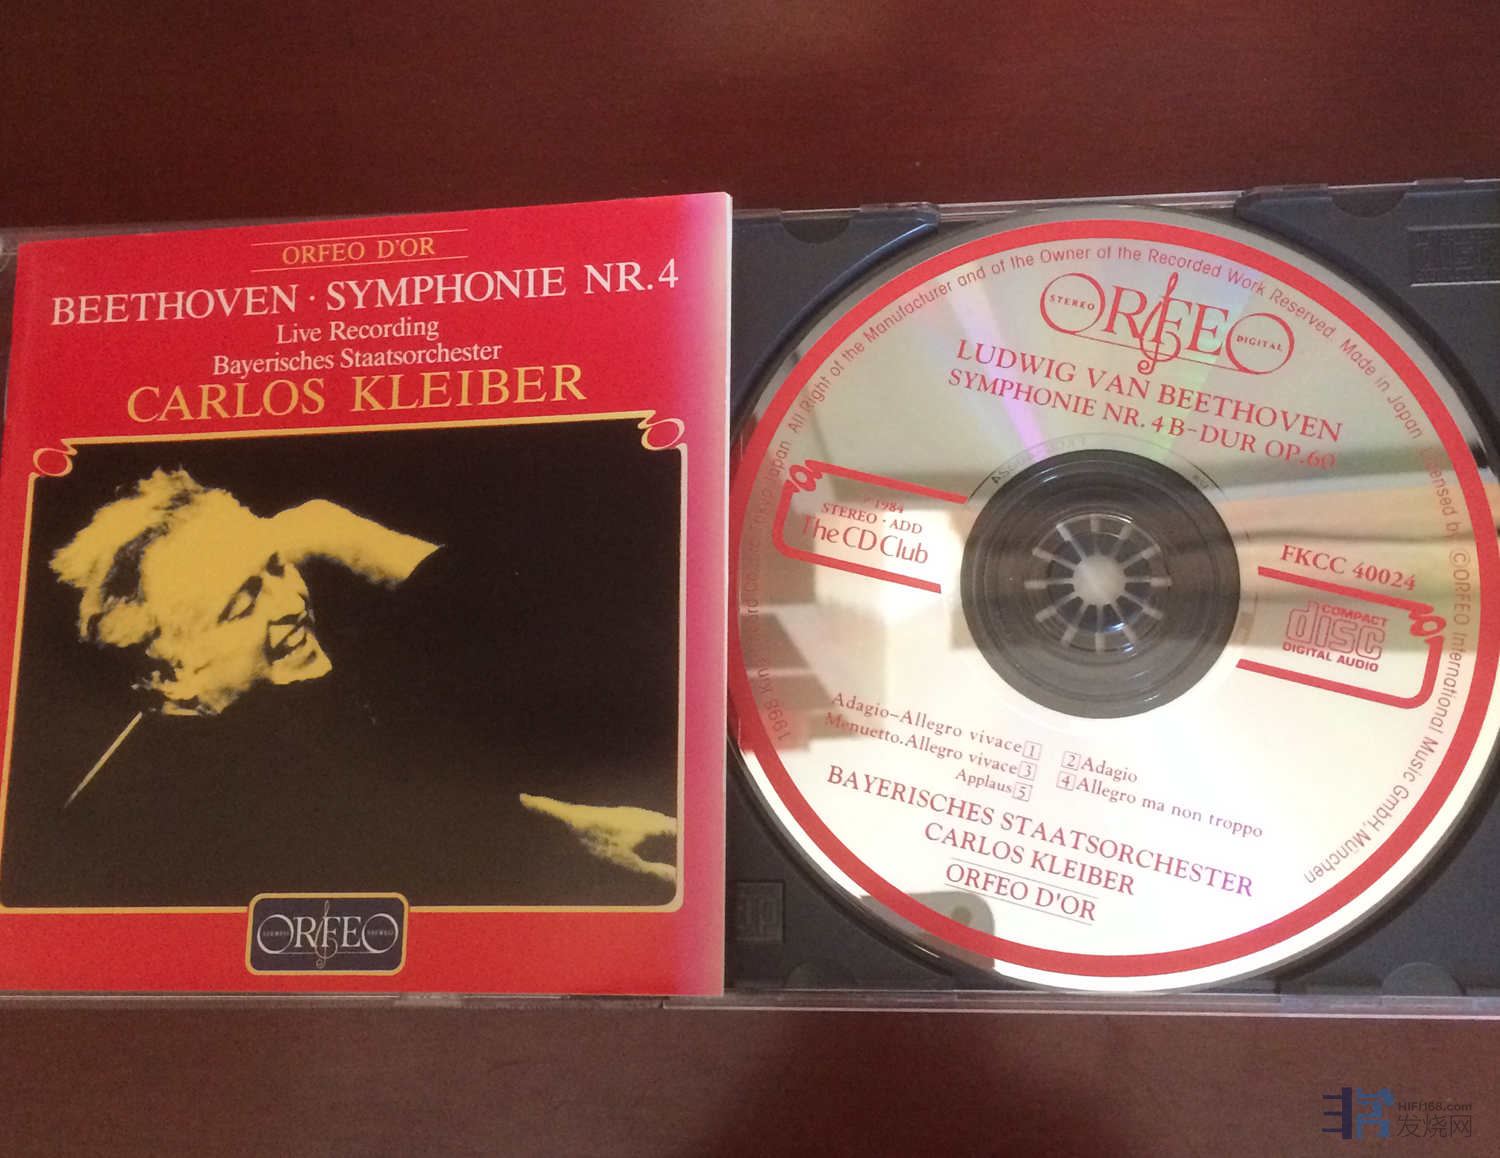 ORFEO D'OR
BEETHOVEN · SYMPHONIE NR.4
Live Recording
Bayerisches Staatsorchester
CARLOS KLEIBER
ORFEO
All Right of the Manufacturer and of the Owner of the Recorded Work Reserved. Made in Japan. Licensed by ©ORFEO International Music GmbH, München
STEREO ORFEO DIGITAL
LUDWIG VAN BEETHOVEN
SYMPHONIE NR. 4 B-DUR OP.60
1984
STEREO · ADD
The CD Club
FKCC 40024
COMPACT
disc
DIGITAL AUDIO
Adagio–Allegro vivace 1 2 Adagio
Menuetto.Allegro vivace 3 4 Allegro ma non troppo
Applaus 5
BAYERISCHES STAATSORCHESTER
CARLOS KLEIBER
ORFEO D'OR
HIFI168.com
发烧网